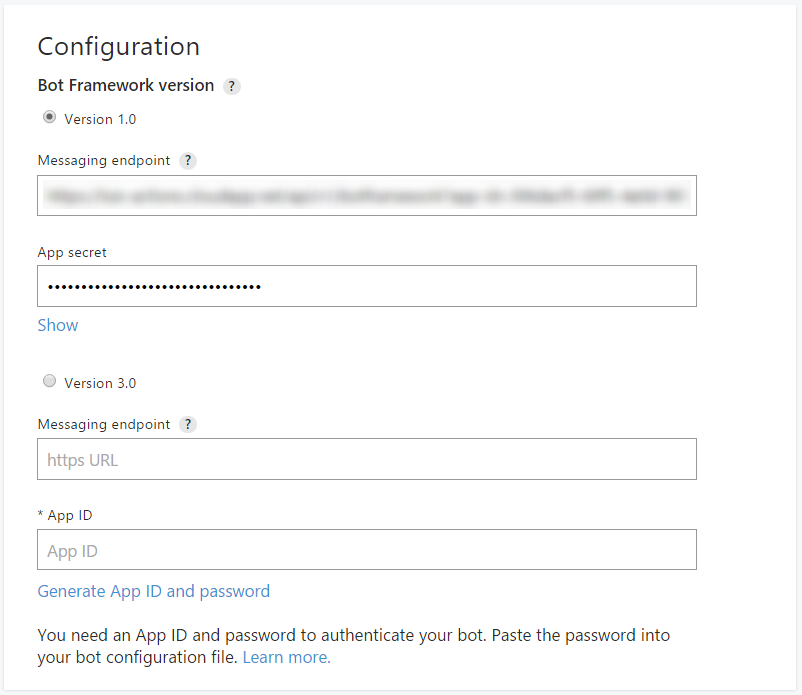 Configuration
Bot Framework version ?
Version 1.0
Messaging endpoint ?
App secret
••••••••••••••••••••••••••••••••
Show
Version 3.0
Messaging endpoint ?
https URL
* App ID
App ID
Generate App ID and password
You need an App ID and password to authenticate your bot. Paste the password into
your bot configuration file. Learn more.